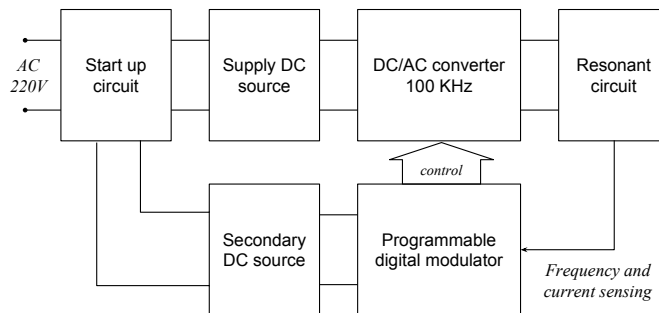 AC
220V
Start up
circuit
Supply DC
source
DC/AC converter
100 KHz
Resonant
circuit
control
Secondary
DC source
Programmable
digital modulator
Frequency and
current sensing